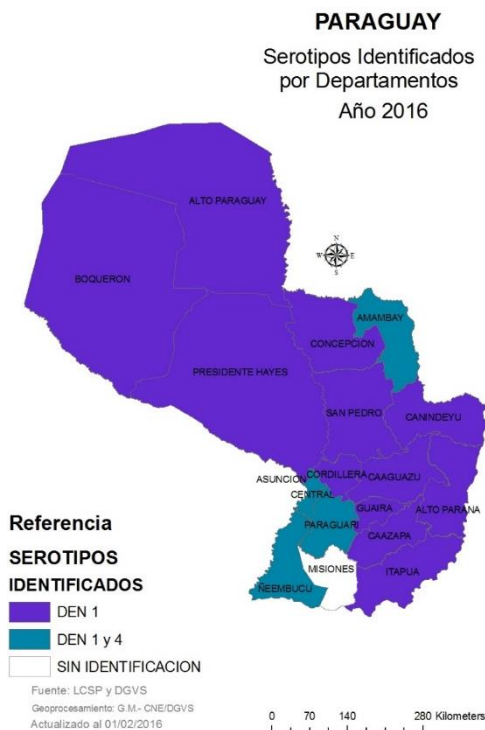 PARAGUAY
Serotipos Identificados
por Departamentos
Año 2016
ALTO PARAGUAY
N
W E
S
BOQUERON
AMAMBAY
CONCEPCION
PRESIDENTE HAYES
SAN PEDRO
CANINDEYU
ASUNCION
CORDILLERA
CAAGUAZU
CENTRAL
GUAIRA
ALTO PARANA
PARAGUARI
CAAZAPA
MISIONES
ITAPUA
ÑEEMBUCU
Referencia
SEROTIPOS
IDENTIFICADOS
DEN 1
DEN 1 y 4
SIN IDENTIFICACION
Fuente: LCSP y DGVS
Geoprocesamiento: G.M.- CNE/DGVS
Actualizado al 01/02/2016
0 70 140 280 Kilometers